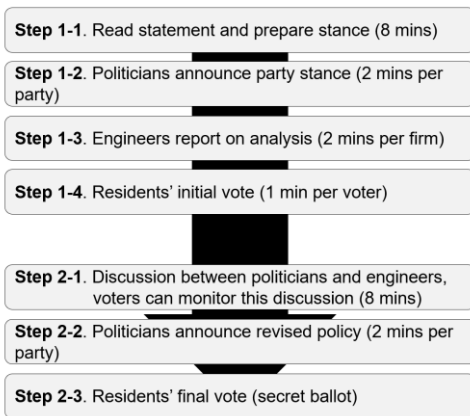 Step 1-1. Read statement and prepare stance (8 mins)
Step 1-2. Politicians announce party stance (2 mins per
party)
Step 1-3. Engineers report on analysis (2 mins per firm)
Step 1-4. Residents’ initial vote (1 min per voter)
Step 2-1. Discussion between politicians and engineers,
voters can monitor this discussion (8 mins)
Step 2-2. Politicians announce revised policy (2 mins per
party)
Step 2-3. Residents’ final vote (secret ballot)